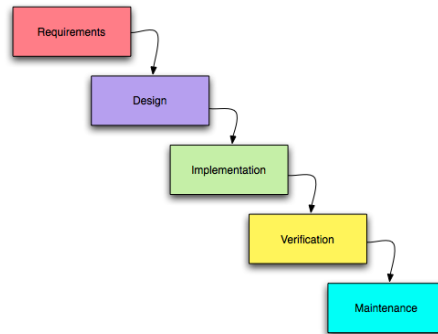 Requirements
Design
Implementation
Verification
Maintenance